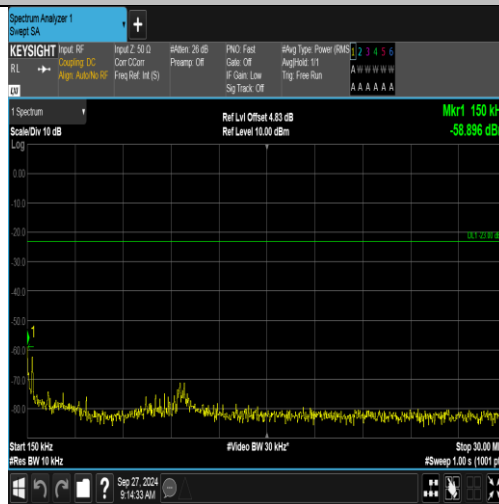 Spectrum Analyzer 1
Swept SA
+
KEYSIGHT
RL
LXI
Input: RF
Coupling: DC
Align: Auto/No RF
Input Z: 50 Ω
Corr CCorr
Freq Ref: Int (S)
#Atten: 26 dB
Preamp: Off
PNO: Fast
Gate: Off
IF Gain: Low
Sig Track: Off
#Avg Type: Power (RMS
Avg|Hold: 1/1
Trig: Free Run
1 2 3 4 5 6
A W W W W W
A A A A A A
1 Spectrum
Scale/Div 10 dB
Log
Ref Lvl Offset 4.83 dB
Ref Level 10.00 dBm
Mkr1 150 kH
-58.896 dB
0.00
-10.0
-20.0
-30.0
-40.0
-50.0
-60.0
-70.0
-80.0
1
Start 150 kHz
#Res BW 10 kHz
#Video BW 30 kHz*
Stop 30.00 M
#Sweep 1.00 s (1001 pt
?
Sep 27, 2024
9:14:33 AM